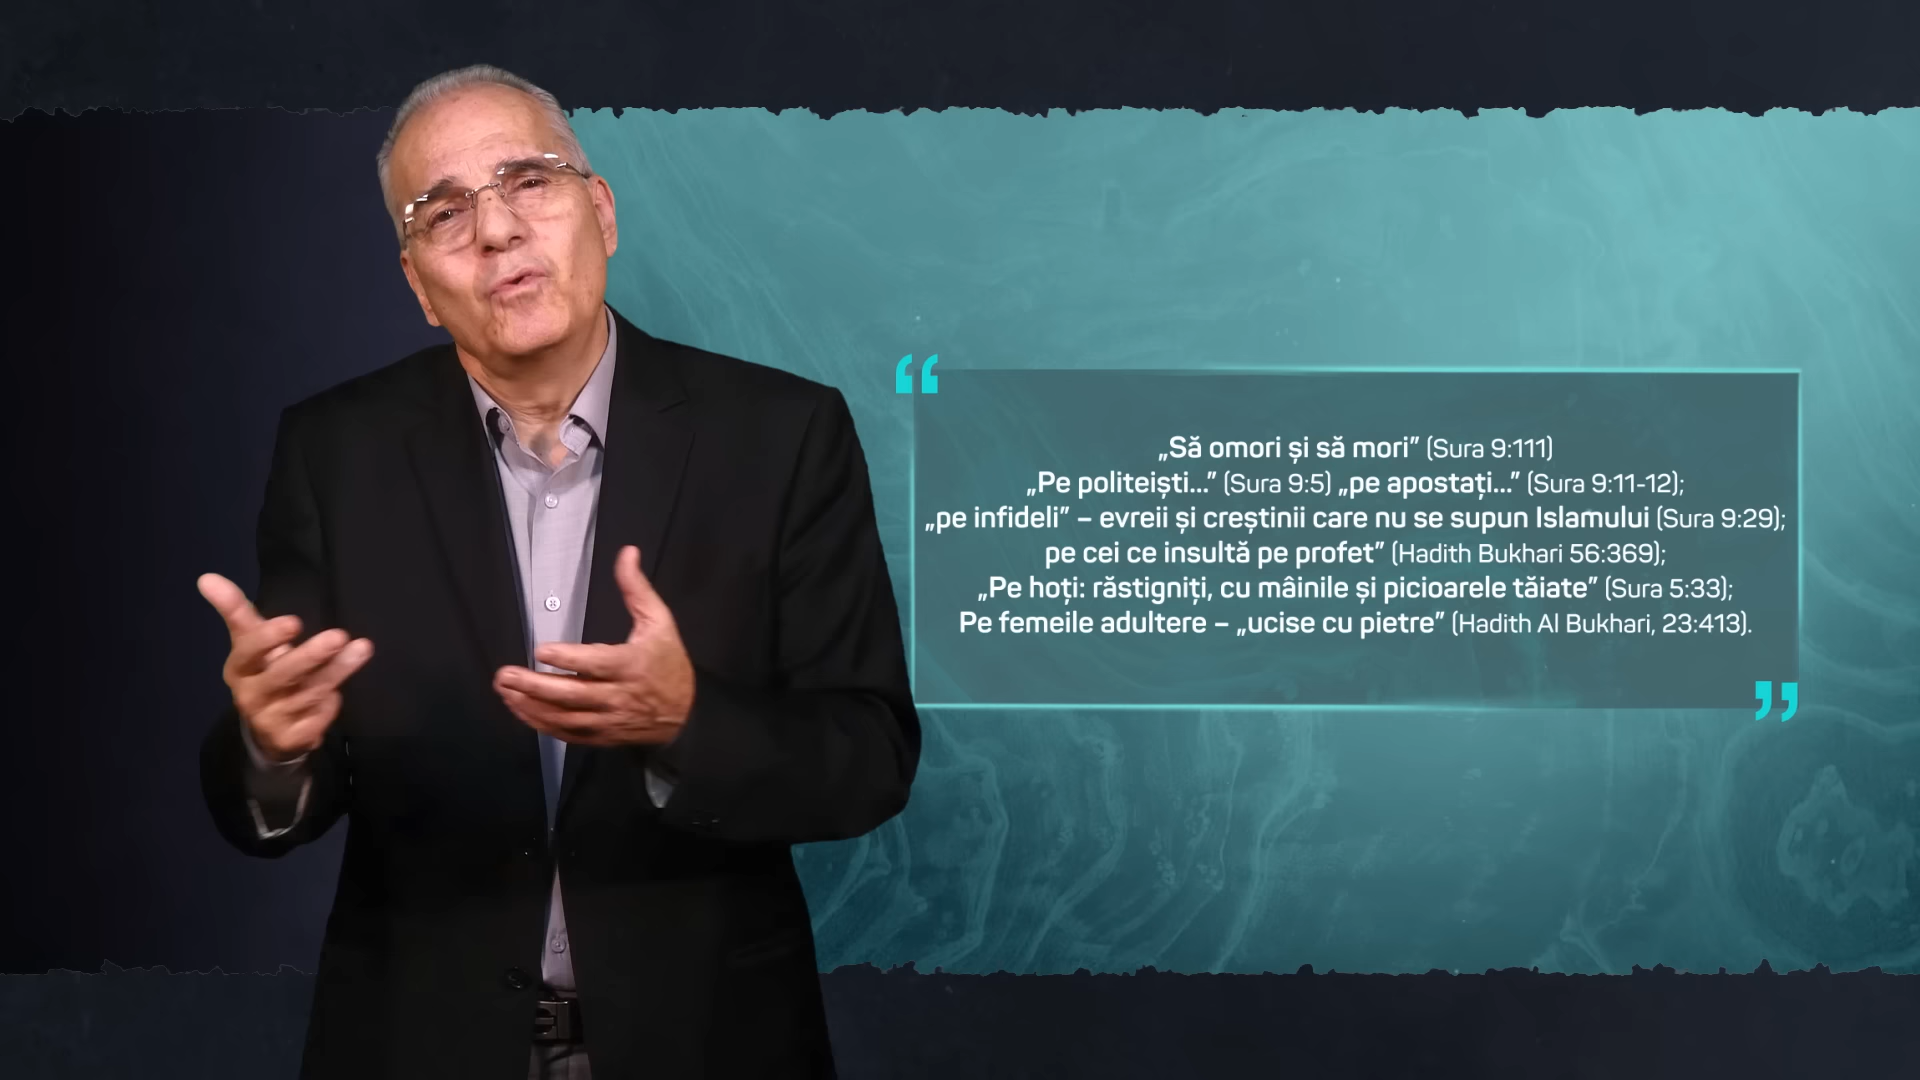 „Să omori și să mori” (Sura 9:111)
„Pe politeiști...” (Sura 9:5) „pe apostați...” (Sura 9:11-12);
„pe infideli” – evreii și creștinii care nu se supun Islamului (Sura 9:29);
pe cei ce insultă pe profet” (Hadith Bukhari 56:369);
„Pe hoți: răstigniți, cu mâinile și picioarele tăiate” (Sura 5:33);
Pe femeile adultere – „ucise cu pietre” (Hadith Al Bukhari, 23:413).